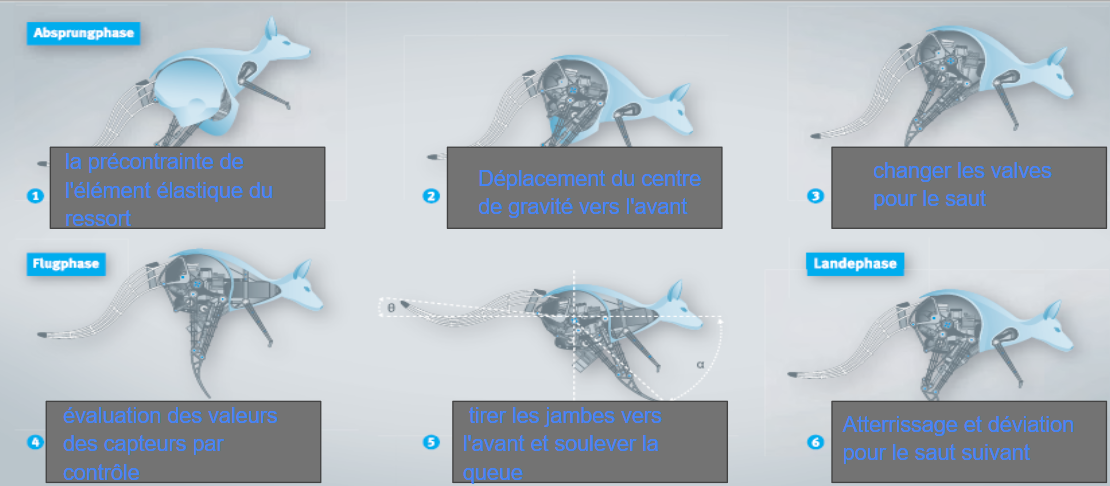 Absprungphase
1
la précontrainte de
l'élément élastique du
ressort
2
Déplacement du centre
de gravité vers l'avant
3
changer les valves
pour le saut
Flugphase
4
évaluation des valeurs
des capteurs par
contrôle
θ
α
5
tirer les jambes vers
l'avant et soulever la
queue
Landephase
6
Atterrissage et déviation
pour le saut suivant